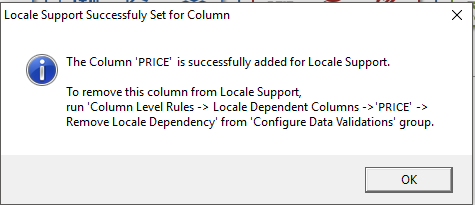 Locale Support Successfuly Set for Column
The Column 'PRICE' is successfully added for Locale Support.
To remove this column from Locale Support,
run 'Column Level Rules -> Locale Dependent Columns ->'PRICE' ->
Remove Locale Dependency' from 'Configure Data Validations' group.
OK